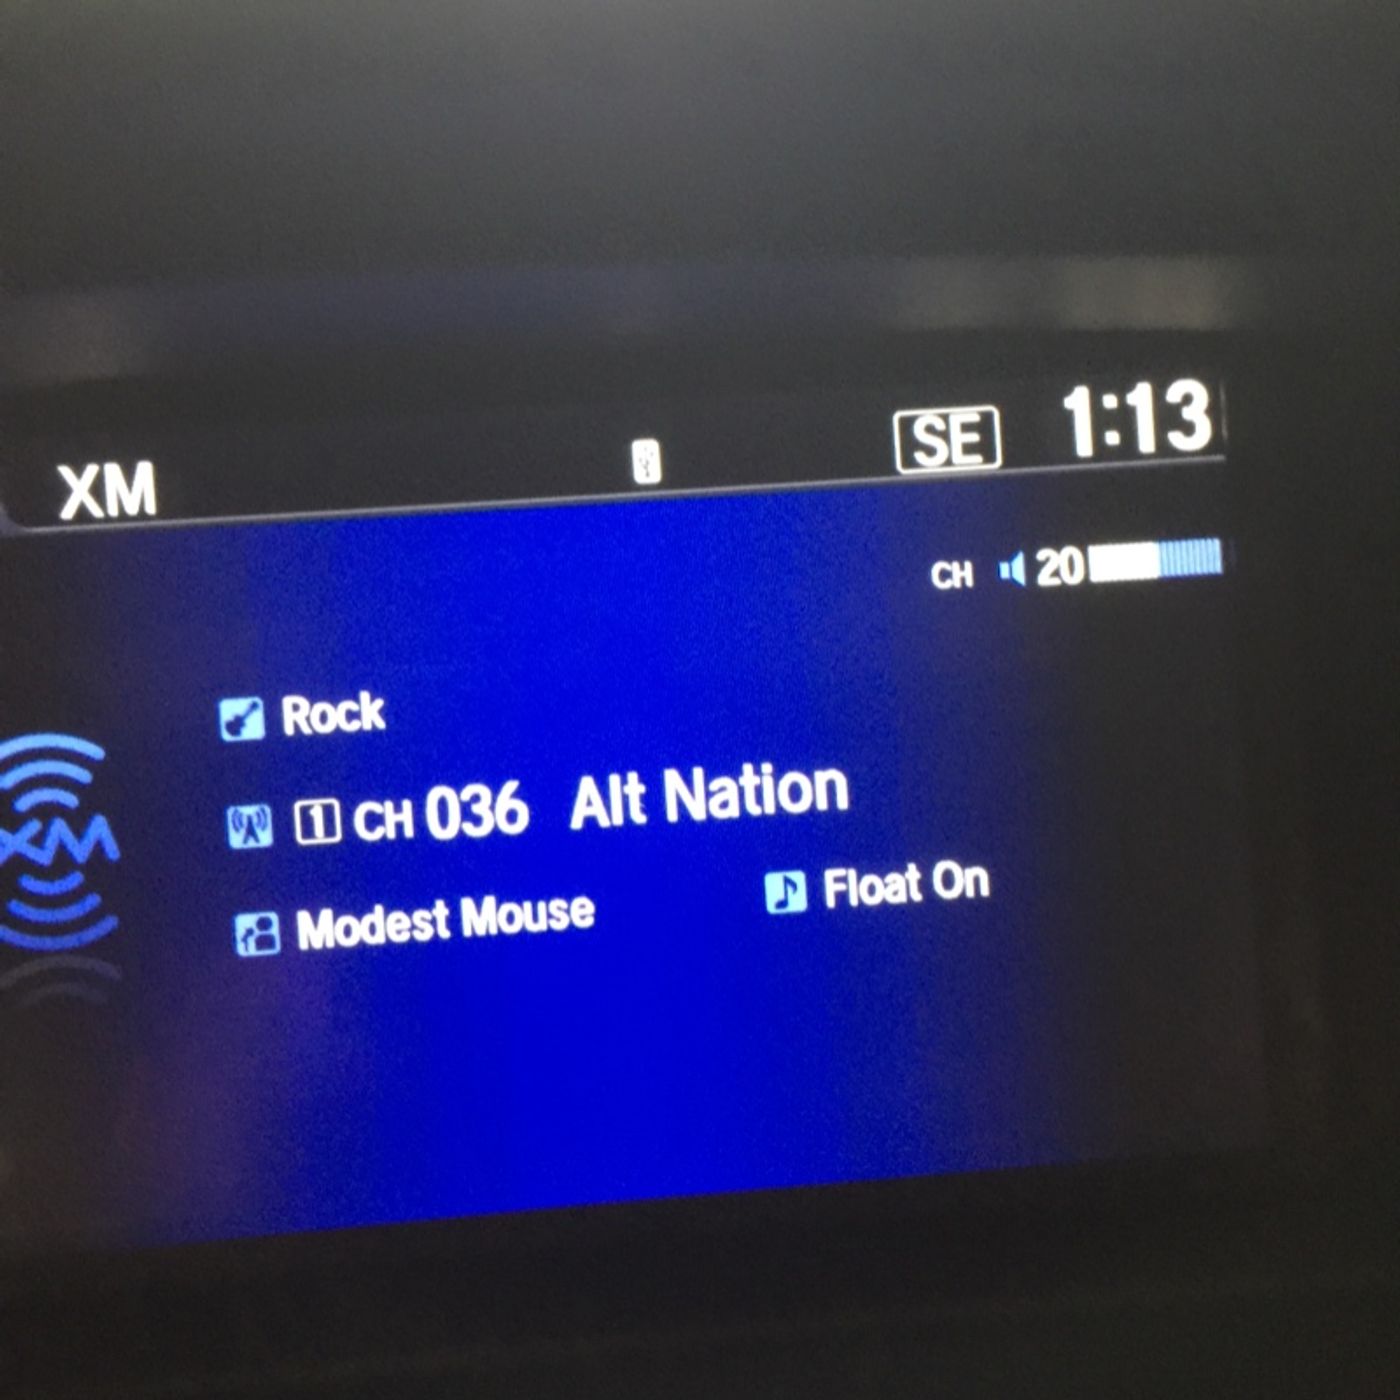 XM SE 1:13
CH 20
Rock
1 CH 036 Alt Nation
XM
Modest Mouse Float On